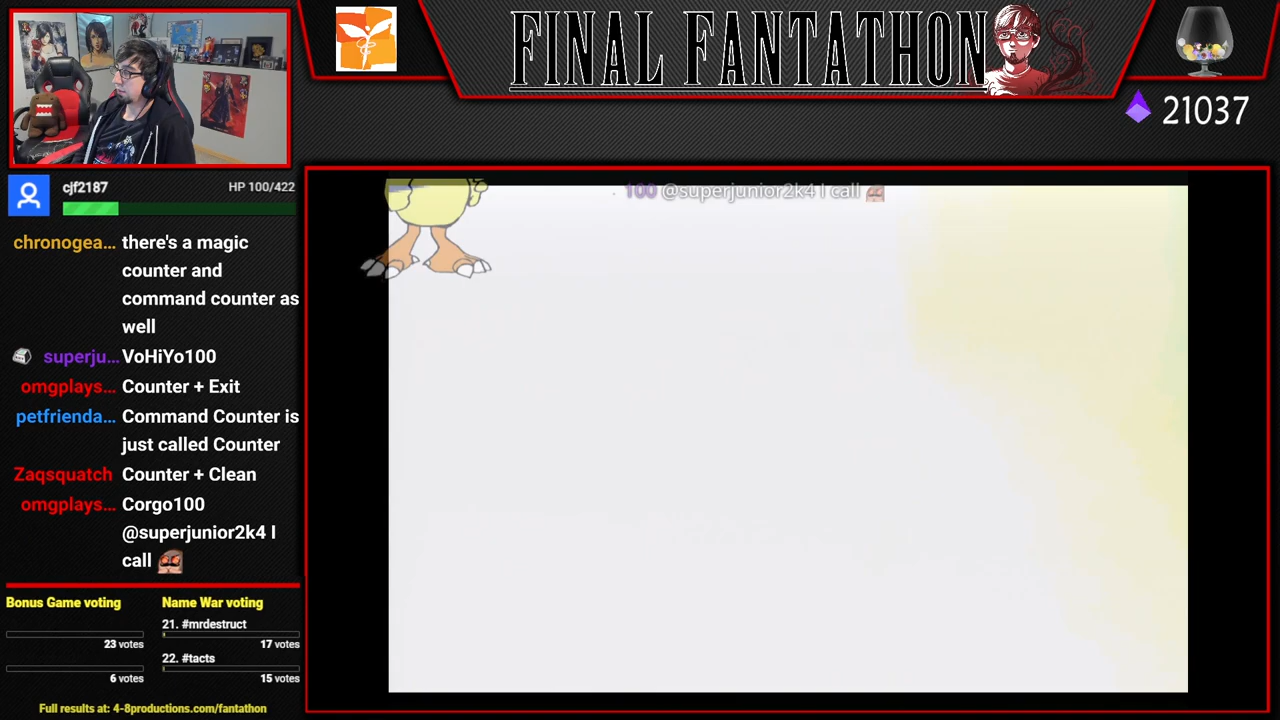 FINAL FANTATHON
21037
cjf2187 HP 100/422
100 @superjunior2k4 I call
chronogea... there's a magic
counter and
command counter as
well
superju... VoHiYo100
omgplays... Counter + Exit
petfrienda... Command Counter is
just called Counter
Zaqsquatch Counter + Clean
omgplays... Corgo100
@superjunior2k4 I
call
Bonus Game voting
23 votes
6 votes
Name War voting
21. #mrdestruct
17 votes
22. #tacts
15 votes
Full results at: 4-8productions.com/fantathon